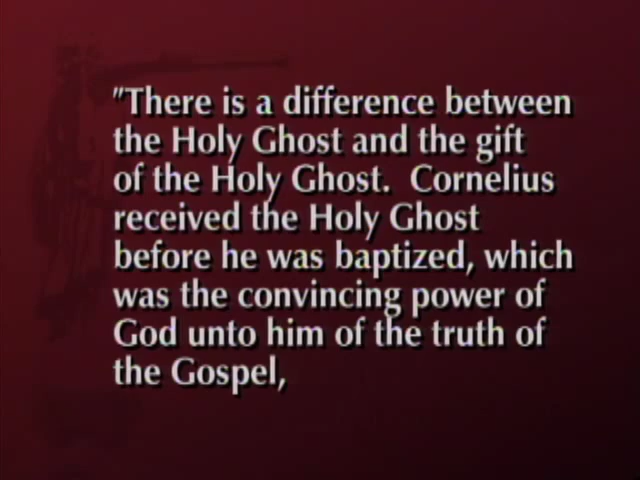 "There is a difference between
the Holy Ghost and the gift
of the Holy Ghost.  Cornelius
received the Holy Ghost
before he was baptized, which
was the convincing power of
God unto him of the truth of
the Gospel,